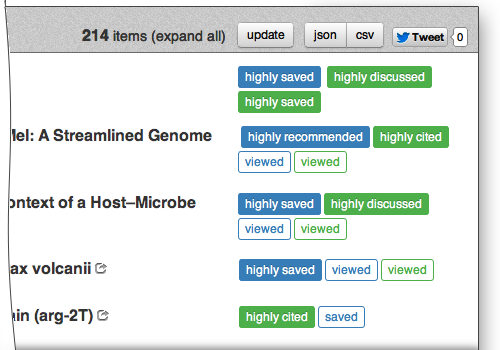 214 items (expand all) update json csv Tweet 0
highly saved highly discussed
highly saved
Mel: A Streamlined Genome highly recommended highly cited
viewed viewed
ontext of a Host–Microbe highly saved highly discussed
viewed viewed
ax volcanii highly saved viewed viewed
in (arg-2T) highly cited saved